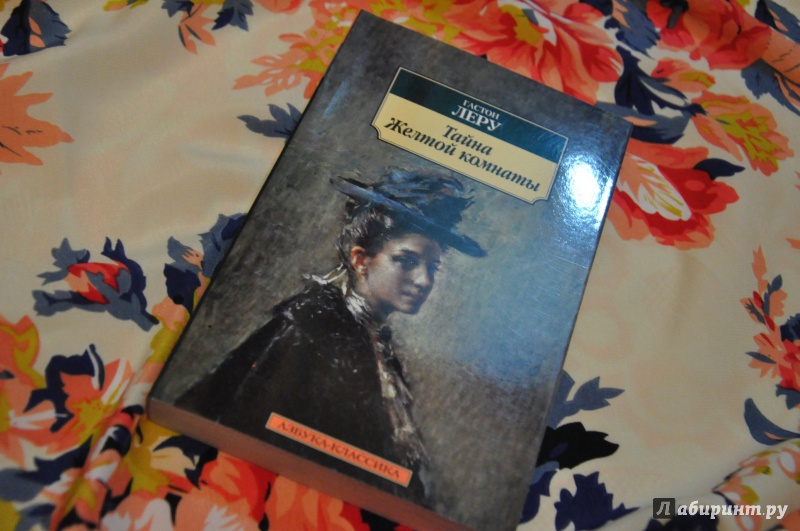 ГАСТОН
ЛЕРУ
Тайна
Желтой комнаты
АЗБУКА-КЛАССИКА
Лабиринт.ру